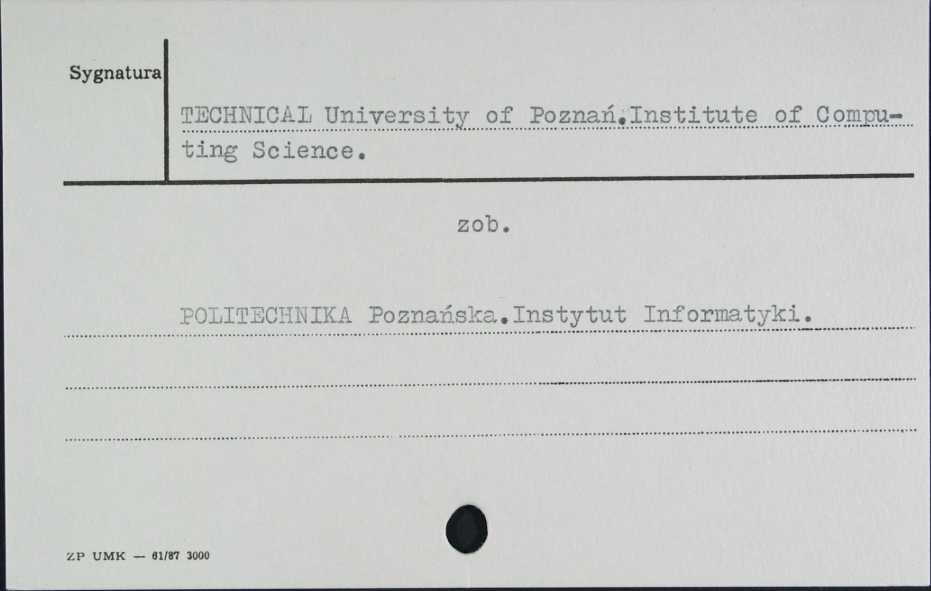 Sygnatura
TECHNICAL University of Poznań.Institute of Compu-
ting Science.
zob.
POLITECHNIKA Poznańska.Instytut Informatyki.
ZP UMK — 61/87 3000